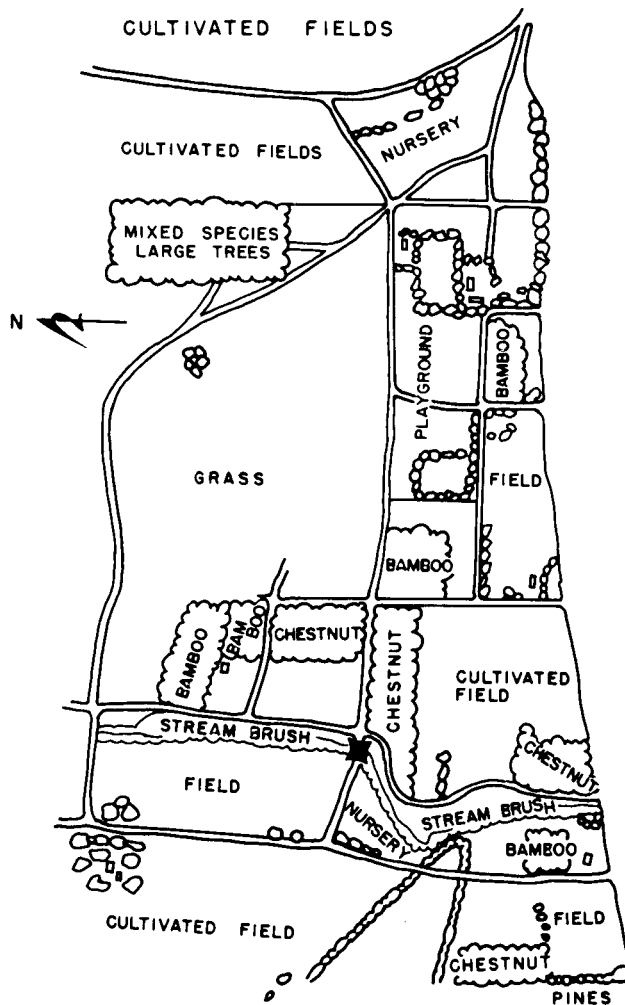 CULTIVATED FIELDS
CULTIVATED FIELDS
NURSERY
MIXED SPECIES
LARGE TREES
N
PLAYGROUND
BAMBOO
GRASS
FIELD
BAMBOO
BAMBOO
BAM
BOO
CHESTNUT
CHESTNUT
CULTIVATED
FIELD
STREAM BRUSH
CHESTNUT
FIELD
NURSERY
STREAM BRUSH
BAMBOO
CULTIVATED FIELD
FIELD
CHESTNUT
PINES